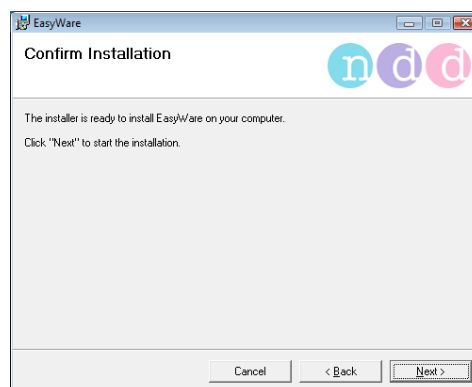 EasyWare
Confirm Installation
n d d
The installer is ready to install EasyWare on your computer.
Click "Next" to start the installation.
Cancel
< Back
Next >